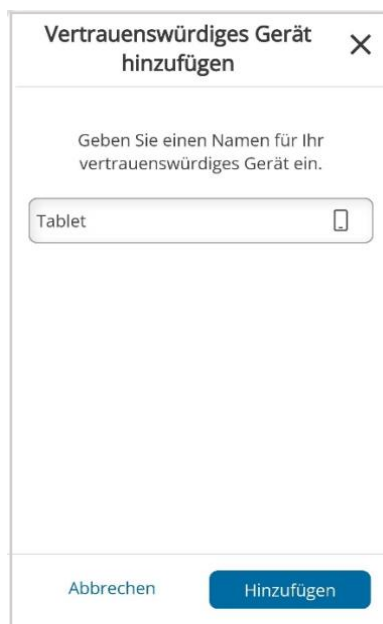 Vertrauenswürdiges Gerät
hinzufügen
Geben Sie einen Namen für Ihr
vertrauenswürdiges Gerät ein.
Tablet
Abbrechen
Hinzufügen